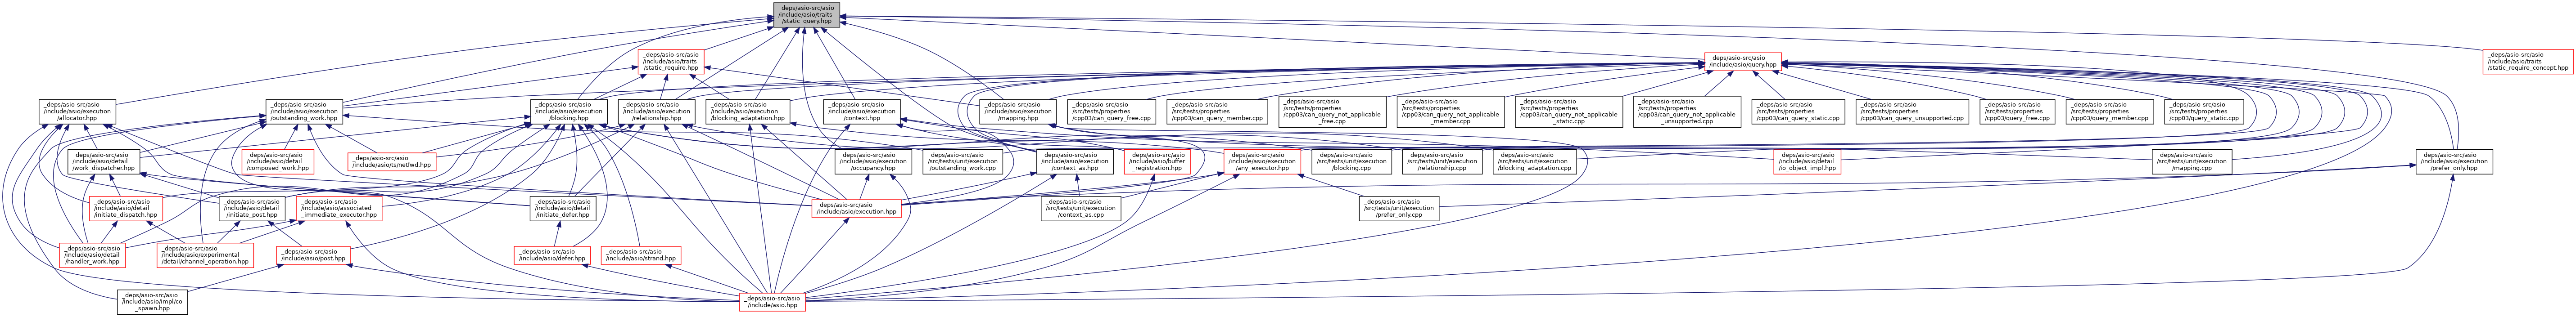 _deps/asio-src/asio
/include/asio/traits
/static_query.hpp
_deps/asio-src/asio
/include/asio/traits
/static_require.hpp
_deps/asio-src/asio
/include/asio/query.hpp
_deps/asio-src/asio
/include/asio/traits
/static_require_concept.hpp
_deps/asio-src/asio
/include/asio/execution
/allocator.hpp
_deps/asio-src/asio
/include/asio/execution
/outstanding_work.hpp
_deps/asio-src/asio
/include/asio/execution
/blocking.hpp
_deps/asio-src/asio
/include/asio/execution
/relationship.hpp
_deps/asio-src/asio
/include/asio/execution
/blocking_adaptation.hpp
_deps/asio-src/asio
/include/asio/execution
/context.hpp
_deps/asio-src/asio
/include/asio/execution
/mapping.hpp
_deps/asio-src/asio
/src/tests/properties
/cpp03/can_query_free.cpp
_deps/asio-src/asio
/src/tests/properties
/cpp03/can_query_member.cpp
_deps/asio-src/asio
/src/tests/properties
/cpp03/can_query_not_applicable
_free.cpp
_deps/asio-src/asio
/src/tests/properties
/cpp03/can_query_not_applicable
_member.cpp
_deps/asio-src/asio
/src/tests/properties
/cpp03/can_query_not_applicable
_static.cpp
_deps/asio-src/asio
/src/tests/properties
/cpp03/can_query_not_applicable
_unsupported.cpp
_deps/asio-src/asio
/src/tests/properties
/cpp03/can_query_static.cpp
_deps/asio-src/asio
/src/tests/properties
/cpp03/can_query_unsupported.cpp
_deps/asio-src/asio
/src/tests/properties
/cpp03/query_free.cpp
_deps/asio-src/asio
/src/tests/properties
/cpp03/query_member.cpp
_deps/asio-src/asio
/src/tests/properties
/cpp03/query_static.cpp
_deps/asio-src/asio
/include/asio/detail
/work_dispatcher.hpp
_deps/asio-src/asio
/include/asio/detail
/composed_work.hpp
_deps/asio-src/asio
/include/asio/ts/netfwd.hpp
_deps/asio-src/asio
/include/asio/execution
/occupancy.hpp
_deps/asio-src/asio
/src/tests/unit/execution
/outstanding_work.cpp
_deps/asio-src/asio
/include/asio/execution
/context_as.hpp
_deps/asio-src/asio
/include/asio/buffer
_registration.hpp
_deps/asio-src/asio
/include/asio/execution
/any_executor.hpp
_deps/asio-src/asio
/src/tests/unit/execution
/blocking.cpp
_deps/asio-src/asio
/src/tests/unit/execution
/relationship.cpp
_deps/asio-src/asio
/src/tests/unit/execution
/blocking_adaptation.cpp
_deps/asio-src/asio
/include/asio/detail
/io_object_impl.hpp
_deps/asio-src/asio
/src/tests/unit/execution
/mapping.cpp
_deps/asio-src/asio
/include/asio/execution
/prefer_only.hpp
_deps/asio-src/asio
/include/asio/detail
/initiate_dispatch.hpp
_deps/asio-src/asio
/include/asio/detail
/initiate_post.hpp
_deps/asio-src/asio
/include/asio/associated
_immediate_executor.hpp
_deps/asio-src/asio
/include/asio/detail
/initiate_defer.hpp
_deps/asio-src/asio
/include/asio/execution.hpp
_deps/asio-src/asio
/src/tests/unit/execution
/context_as.cpp
_deps/asio-src/asio
/src/tests/unit/execution
/prefer_only.cpp
_deps/asio-src/asio
/include/asio/detail
/handler_work.hpp
_deps/asio-src/asio
/include/asio/experimental
/detail/channel_operation.hpp
_deps/asio-src/asio
/include/asio/post.hpp
_deps/asio-src/asio
/include/asio/defer.hpp
_deps/asio-src/asio
/include/asio/strand.hpp
_deps/asio-src/asio
/include/asio/impl/co
_spawn.hpp
_deps/asio-src/asio
/include/asio.hpp